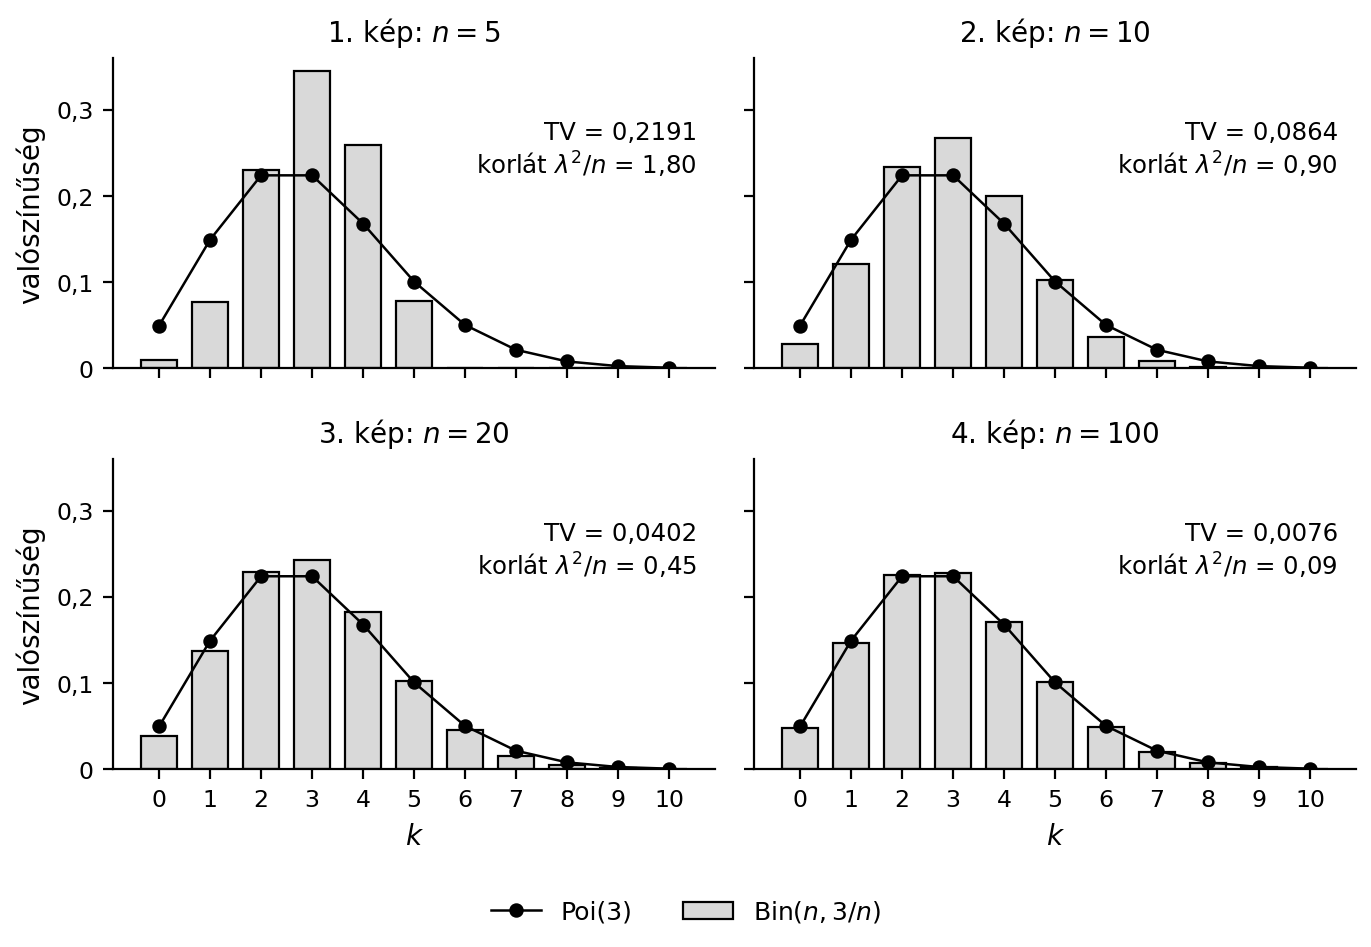 1. kép: n = 5
valószínűség
0,3
0,2
0,1
0
TV = 0,2191
korlát λ²/n = 1,80
2. kép: n = 10
TV = 0,0864
korlát λ²/n = 0,90
3. kép: n = 20
valószínűség
0,3
0,2
0,1
0
TV = 0,0402
korlát λ²/n = 0,45
0 1 2 3 4 5 6 7 8 9 10
k
4. kép: n = 100
TV = 0,0076
korlát λ²/n = 0,09
0 1 2 3 4 5 6 7 8 9 10
k
Poi(3)
Bin(n, 3/n)